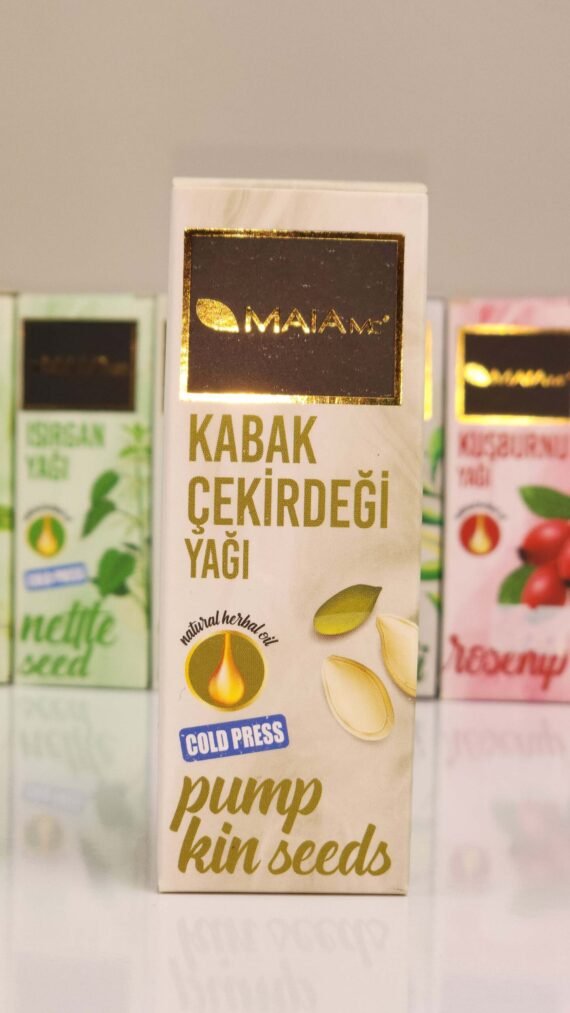 MAIAMED
KABAK
ÇEKİRDEĞİ
YAĞI
natural herbal oil
COLD PRESS
pump
kin seeds
ISIRGAN
YAĞI
COLD PRESS
nettle
seed
MAIA
KUŞBURNU
YAĞI
rosehip